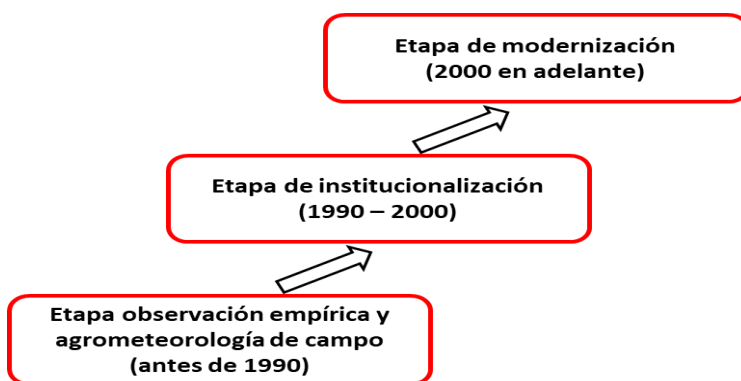 Etapa de modernización
(2000 en adelante)
Etapa de institucionalización
(1990 – 2000)
Etapa observación empírica y
agrometeorología de campo
(antes de 1990)